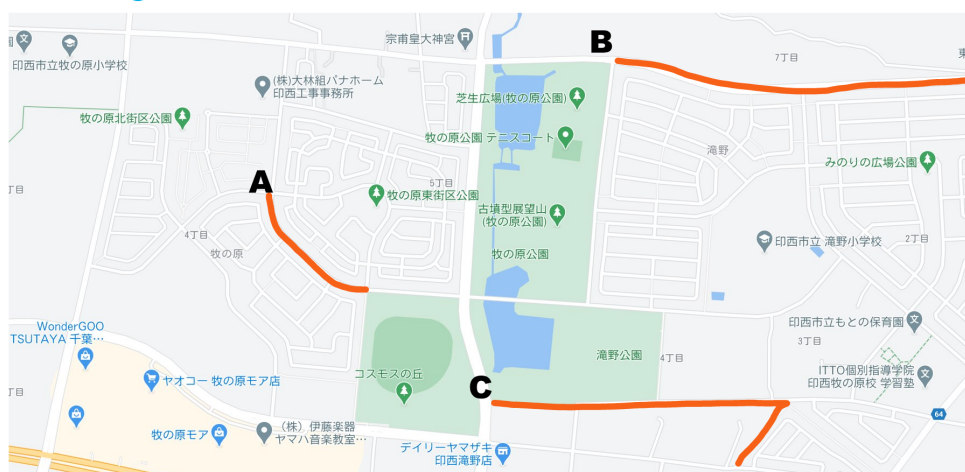 宗甫皇大神宮
B
7丁目
印西市立牧の原小学校
(株)大林組パナホーム
印西工事事務所
芝生広場(牧の原公園)
牧の原北街区公園
牧の原公園 テニスコート
滝野
みのりの広場公園
A
5丁目
牧の原東街区公園
古墳型展望山
(牧の原公園)
4丁目
牧の原
牧の原公園
印西市立 滝野小学校
2丁目
WonderGOO
TSUTAYA 千葉…
印西市立もとの保育園
3丁目
滝野公園
4丁目
ITTO個別指導学院
印西牧の原校 学習塾
ヤオコー 牧の原モア店
コスモスの丘
C
64
牧の原モア
(株)伊藤楽器
ヤマハ音楽教室…
デイリーヤマザキ
印西滝野店